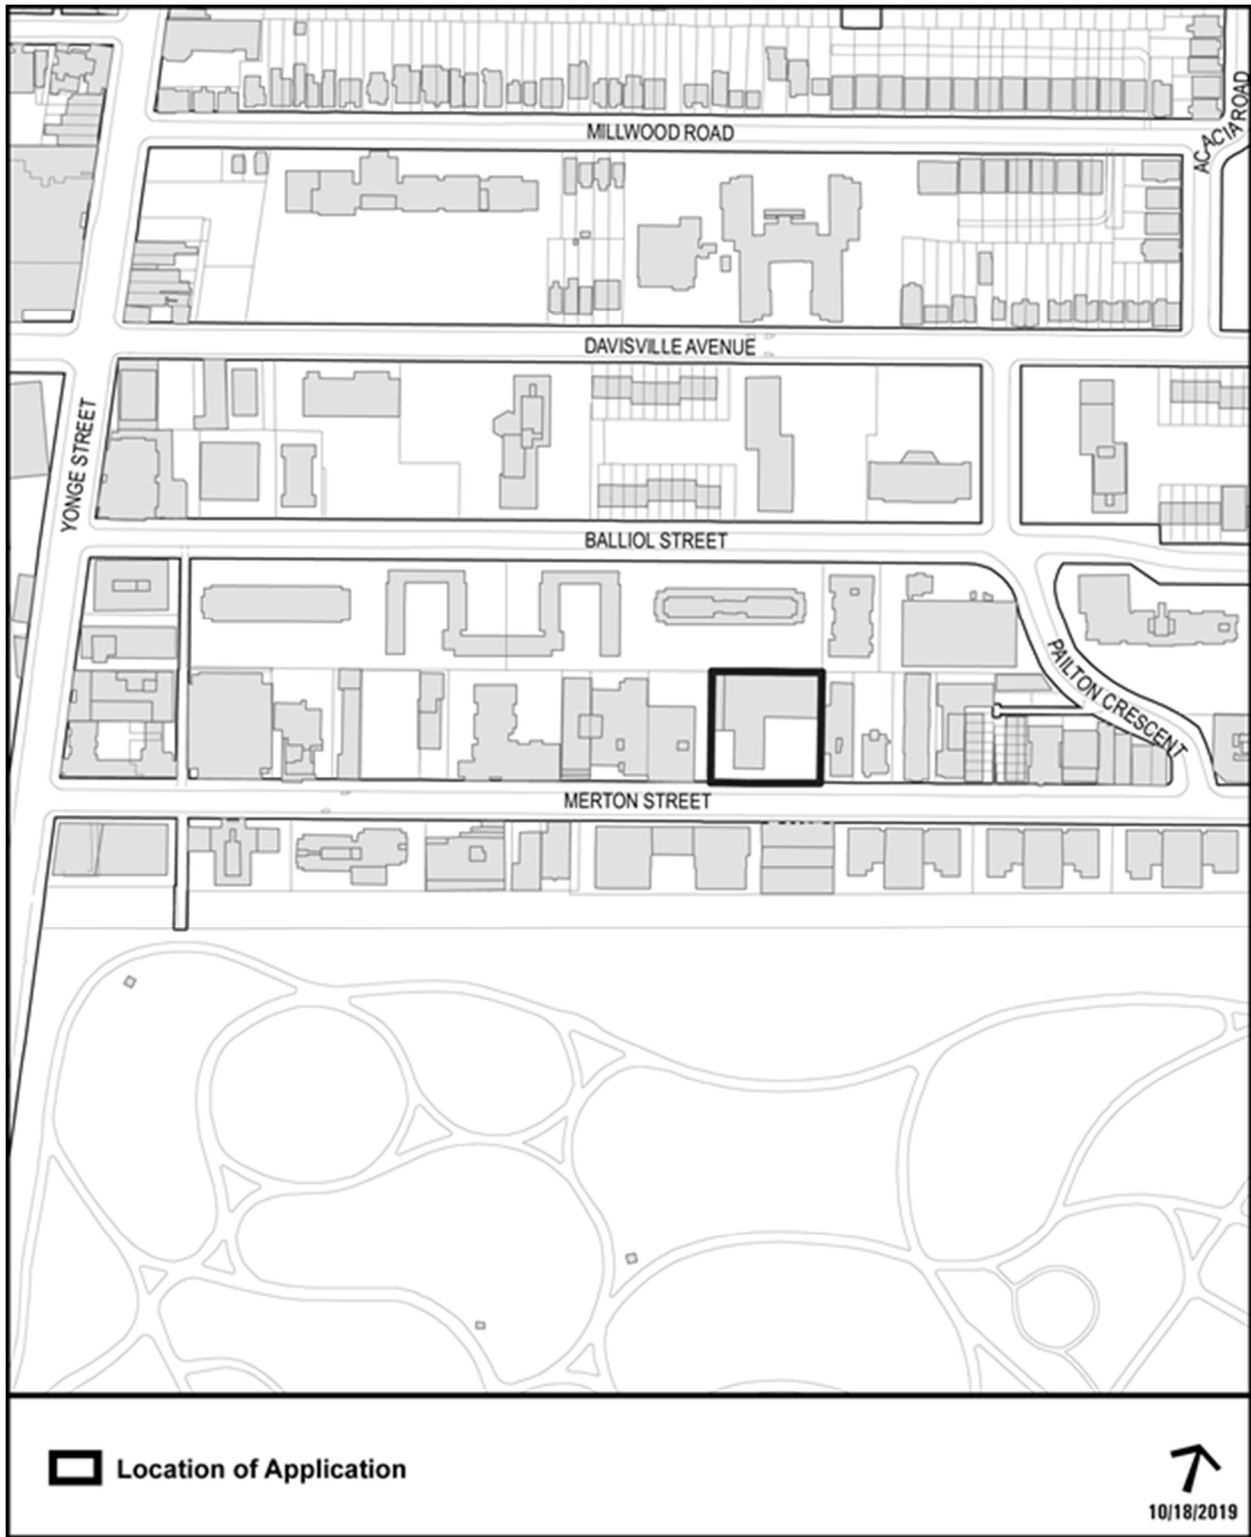 MILLWOOD ROAD
ACACIA ROAD
DAVISVILLE AVENUE
YONGE STREET
BALLIOL STREET
PAILTON CRESCENT
MERTON STREET
Location of Application
10/18/2019